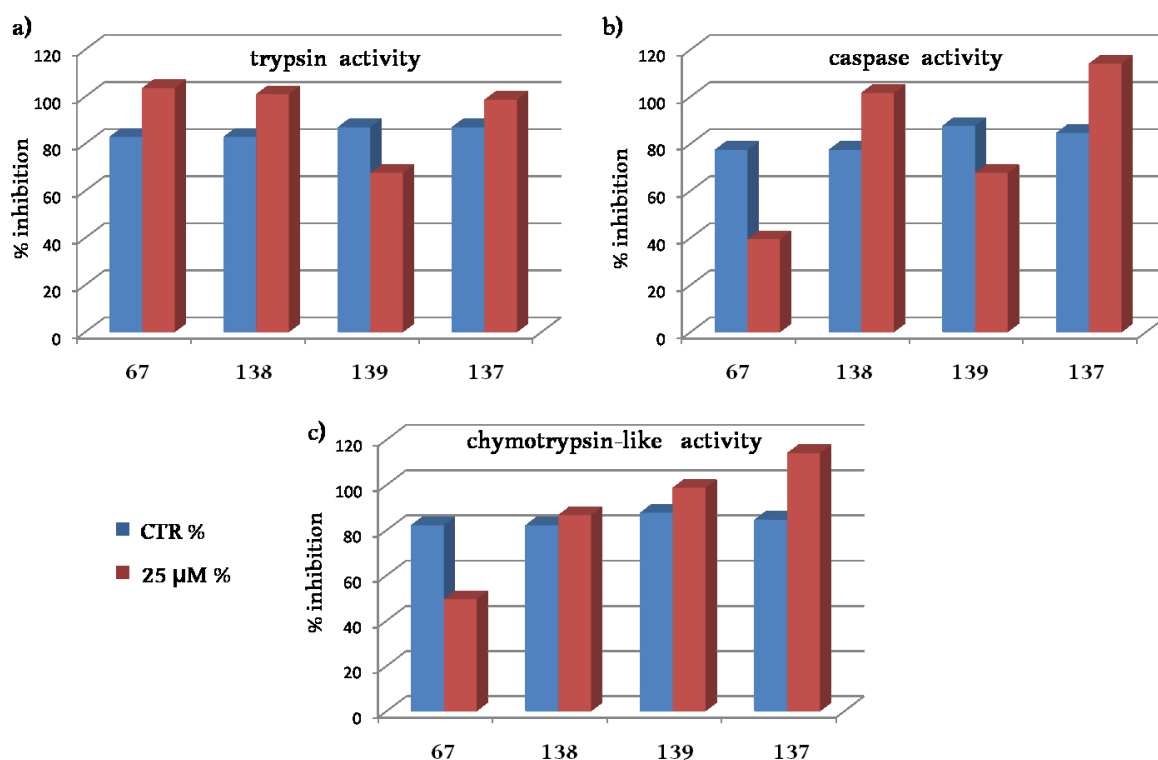 a)
trypsin activity
% inhibition
120
100
80
60
40
20
0
67 138 139 137
b)
caspase activity
% inhibition
120
100
80
60
40
20
0
67 138 139 137
c)
chymotrypsin-like activity
% inhibition
120
100
80
60
40
20
0
67 138 139 137
CTR %
25 µM %